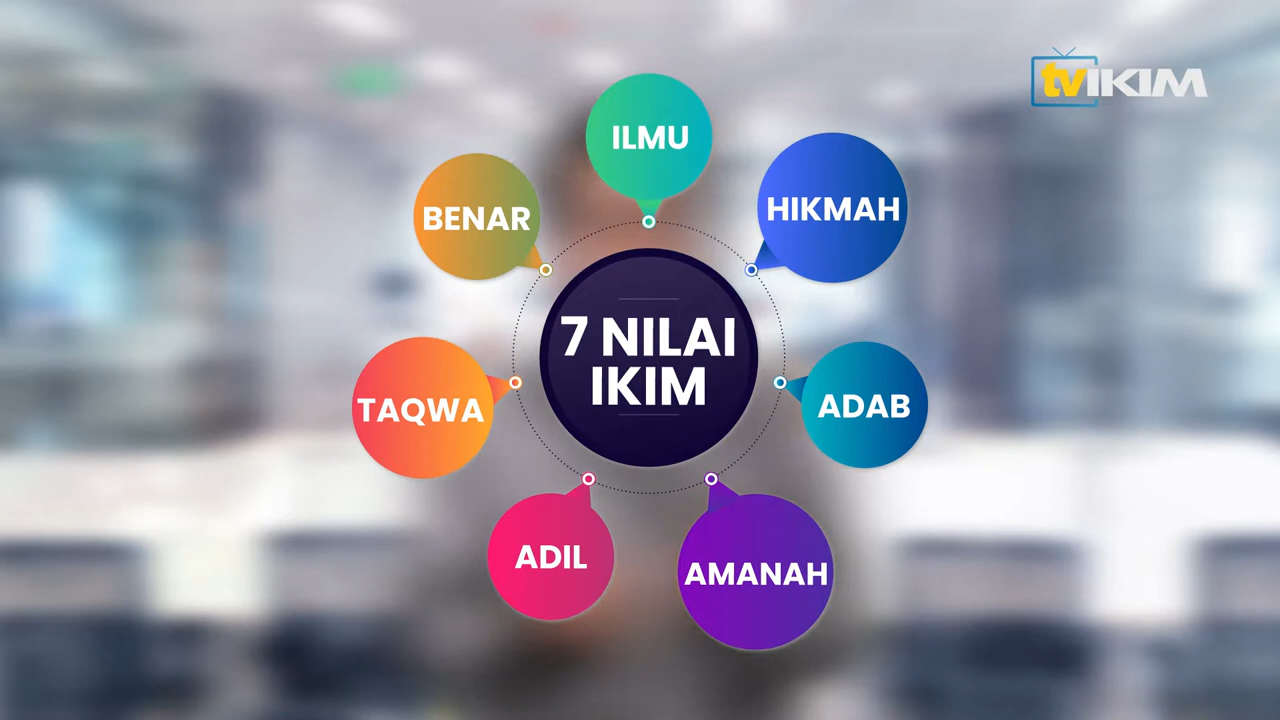 tvIKIM
ILMU
HIKMAH
BENAR
7 NILAI
IKIM
TAQWA
ADAB
ADIL
AMANAH